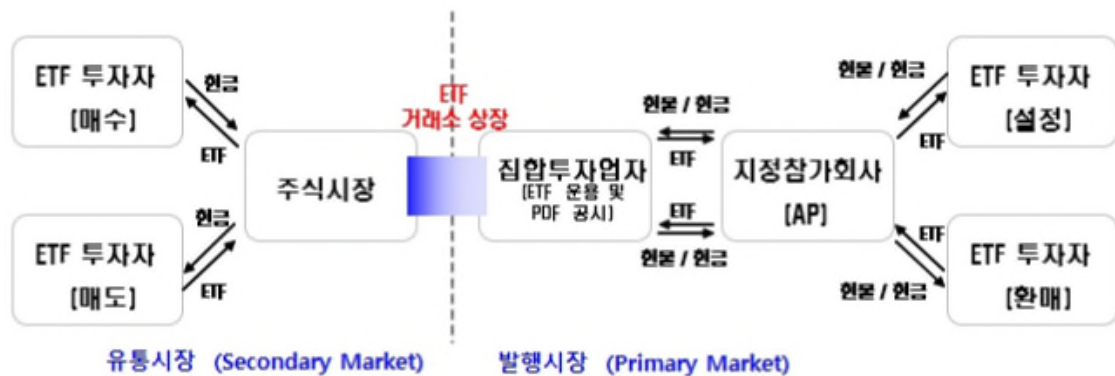 ETF 투자자
[매수]
현금
ETF
ETF
거래소 상장
현물 / 현금
ETF
현물 / 현금
ETF
ETF 투자자
[설정]
주식시장
집합투자업자
[ETF 운용 및
PDF 공시]
지정참가회사
[AP]
현금
ETF
ETF 투자자
[매도]
ETF
현물 / 현금
ETF
현물 / 현금
ETF 투자자
[환매]
유통시장 (Secondary Market)
발행시장 (Primary Market)